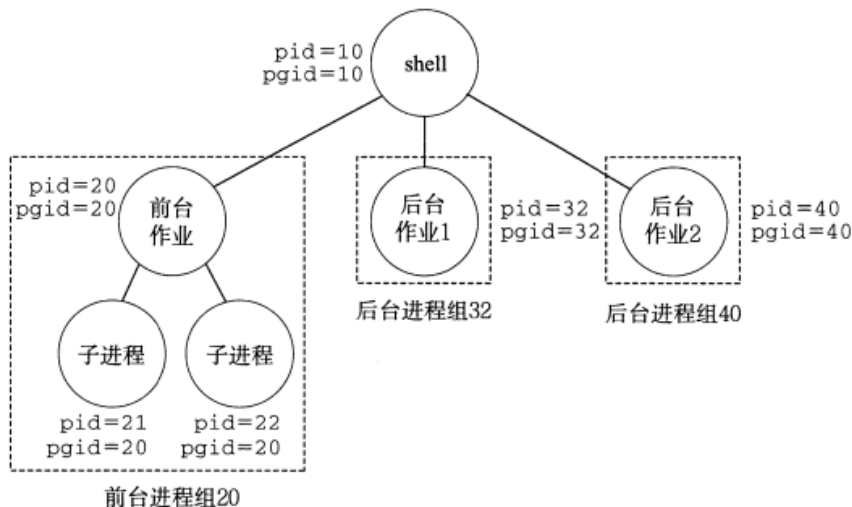 pid=10
pgid=10
shell
pid=20
pgid=20
前台
作业
后台
作业1
pid=32
pgid=32
后台
作业2
pid=40
pgid=40
后台进程组32
后台进程组40
子进程
子进程
pid=21
pgid=20
pid=22
pgid=20
前台进程组20